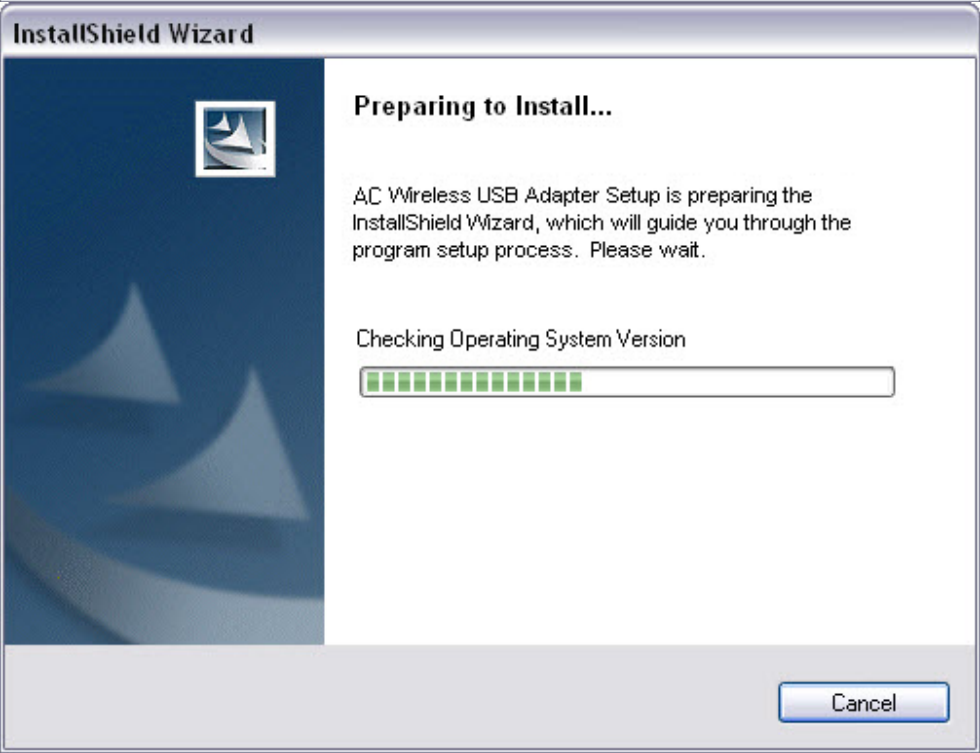 InstallShield Wizard
Preparing to Install...
AC Wireless USB Adapter Setup is preparing the
InstallShield Wizard, which will guide you through the
program setup process.  Please wait.
Checking Operating System Version
Cancel